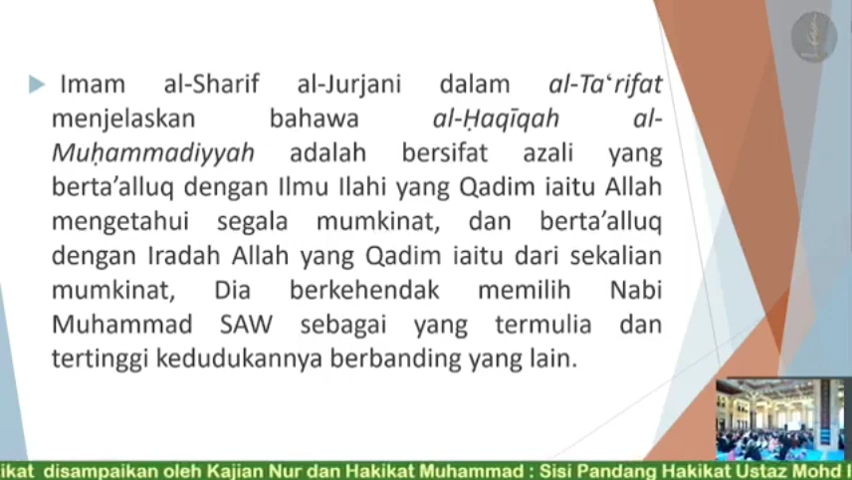 Imam al-Sharif al-Jurjani dalam al-Taʻrifat
menjelaskan bahawa al-Ḥaqīqah al-
Muḥammadiyyah adalah bersifat azali yang
berta’alluq dengan Ilmu Ilahi yang Qadim iaitu Allah
mengetahui segala mumkinat, dan berta’alluq
dengan Iradah Allah yang Qadim iaitu dari sekalian
mumkinat, Dia berkehendak memilih Nabi
Muhammad SAW sebagai yang termulia dan
tertinggi kedudukannya berbanding yang lain.
ikat disampaikan oleh Kajian Nur dan Hakikat Muhammad : Sisi Pandang Hakikat Ustaz Mohd